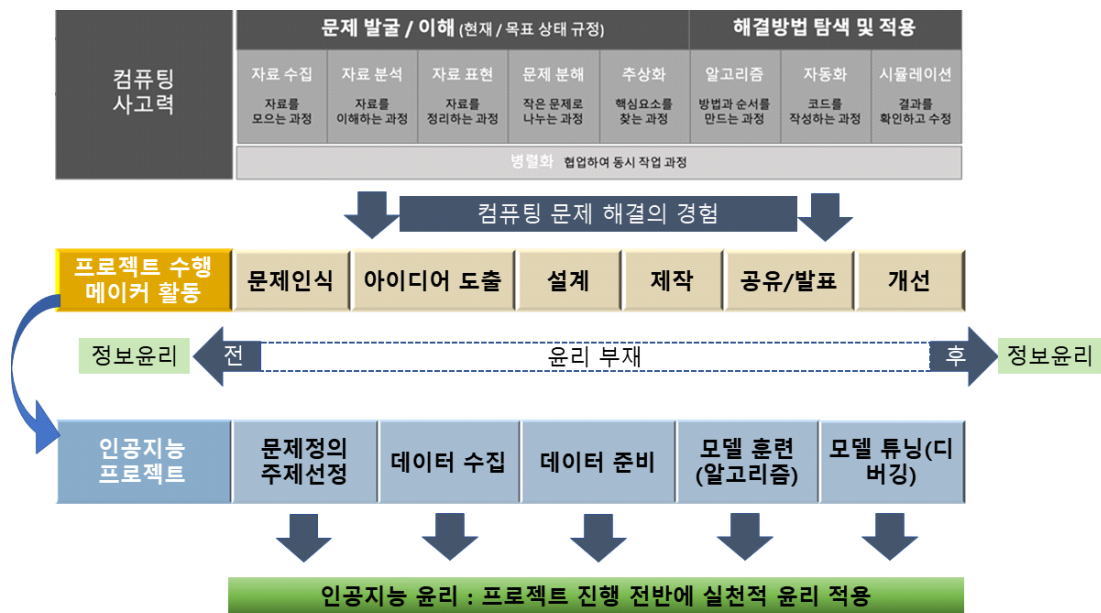 컴퓨팅
사고력
문제 발굴 / 이해 (현재 / 목표 상태 규정)
해결방법 탐색 및 적용
자료 수집
자료를
모으는 과정
자료 분석
자료를
이해하는 과정
자료 표현
자료를
정리하는 과정
문제 분해
작은 문제로
나누는 과정
추상화
핵심요소를
찾는 과정
알고리즘
방법과 순서를
만드는 과정
자동화
코드를
작성하는 과정
시뮬레이션
결과를
확인하고 수정
병렬화 협업하여 동시 작업 과정
컴퓨팅 문제 해결의 경험
프로젝트 수행
메이커 활동
문제인식
아이디어 도출
설계
제작
공유/발표
개선
정보윤리
전
윤리 부재
후
정보윤리
인공지능
프로젝트
문제정의
주제선정
데이터 수집
데이터 준비
모델 훈련
(알고리즘)
모델 튜닝(디
버깅)
인공지능 윤리 : 프로젝트 진행 전반에 실천적 윤리 적용